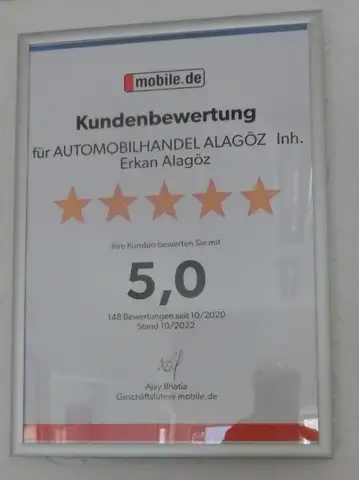 mobile.de
Kundenbewertung
für AUTOMOBILHANDEL ALAGÖZ Inh.
Erkan Alagöz
Ihre Kunden bewerten Sie mit
5,0
148 Bewertungen seit 10/2020
Stand 10/2022
Ajay Bhatia
Geschäftsführer mobile.de